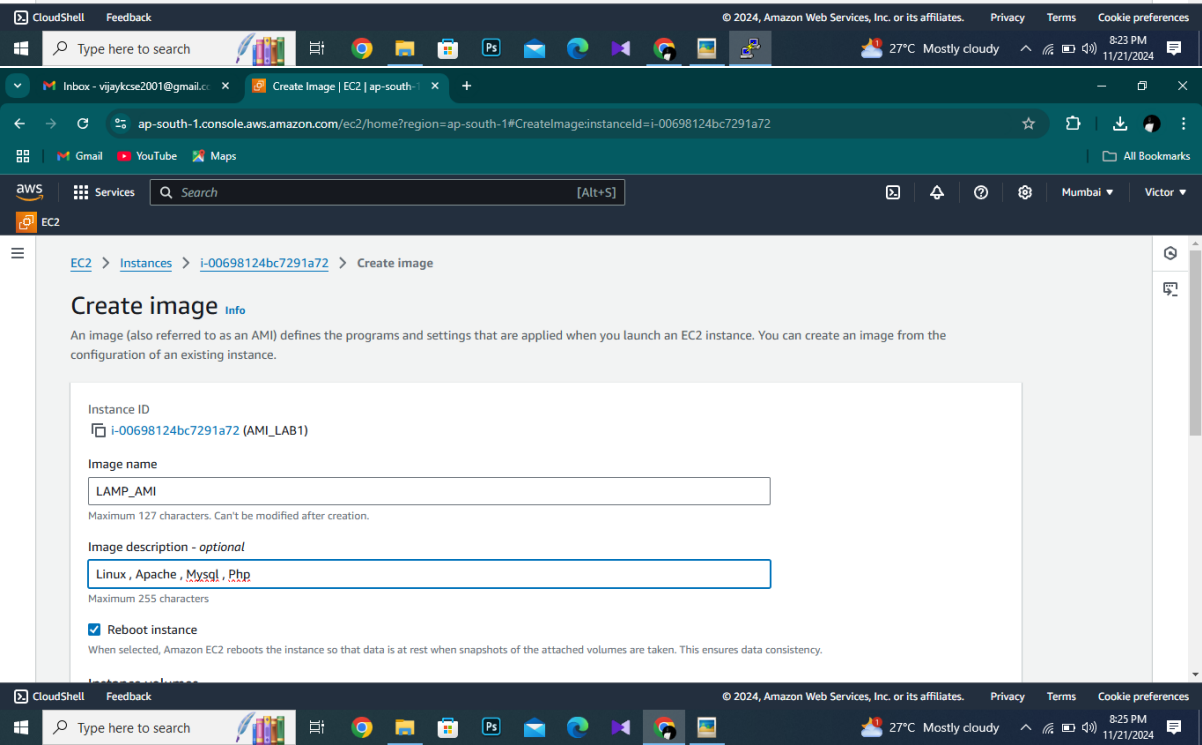 CloudShell Feedback © 2024, Amazon Web Services, Inc. or its affiliates. Privacy Terms Cookie preferences
Type here to search Ps 27°C Mostly cloudy 8:23 PM
11/21/2024
Inbox - vijaykcse2001@gmail.cc Create Image | EC2 | ap-south-1
ap-south-1.console.aws.amazon.com/ec2/home?region=ap-south-1#CreateImage:instanceId=i-00698124bc7291a72
Gmail YouTube Maps All Bookmarks
aws Services Search [Alt+S] Mumbai Victor
EC2
EC2 > Instances > i-00698124bc7291a72 > Create image
Create image Info
An image (also referred to as an AMI) defines the programs and settings that are applied when you launch an EC2 instance. You can create an image from the
configuration of an existing instance.
Instance ID
i-00698124bc7291a72 (AMI_LAB1)
Image name
LAMP_AMI
Maximum 127 characters. Can't be modified after creation.
Image description - optional
Linux , Apache , Mysql , Php
Maximum 255 characters
Reboot instance
When selected, Amazon EC2 reboots the instance so that data is at rest when snapshots of the attached volumes are taken. This ensures data consistency.
Instance volumes
CloudShell Feedback © 2024, Amazon Web Services, Inc. or its affiliates. Privacy Terms Cookie preferences
Type here to search Ps 27°C Mostly cloudy 8:25 PM
11/21/2024